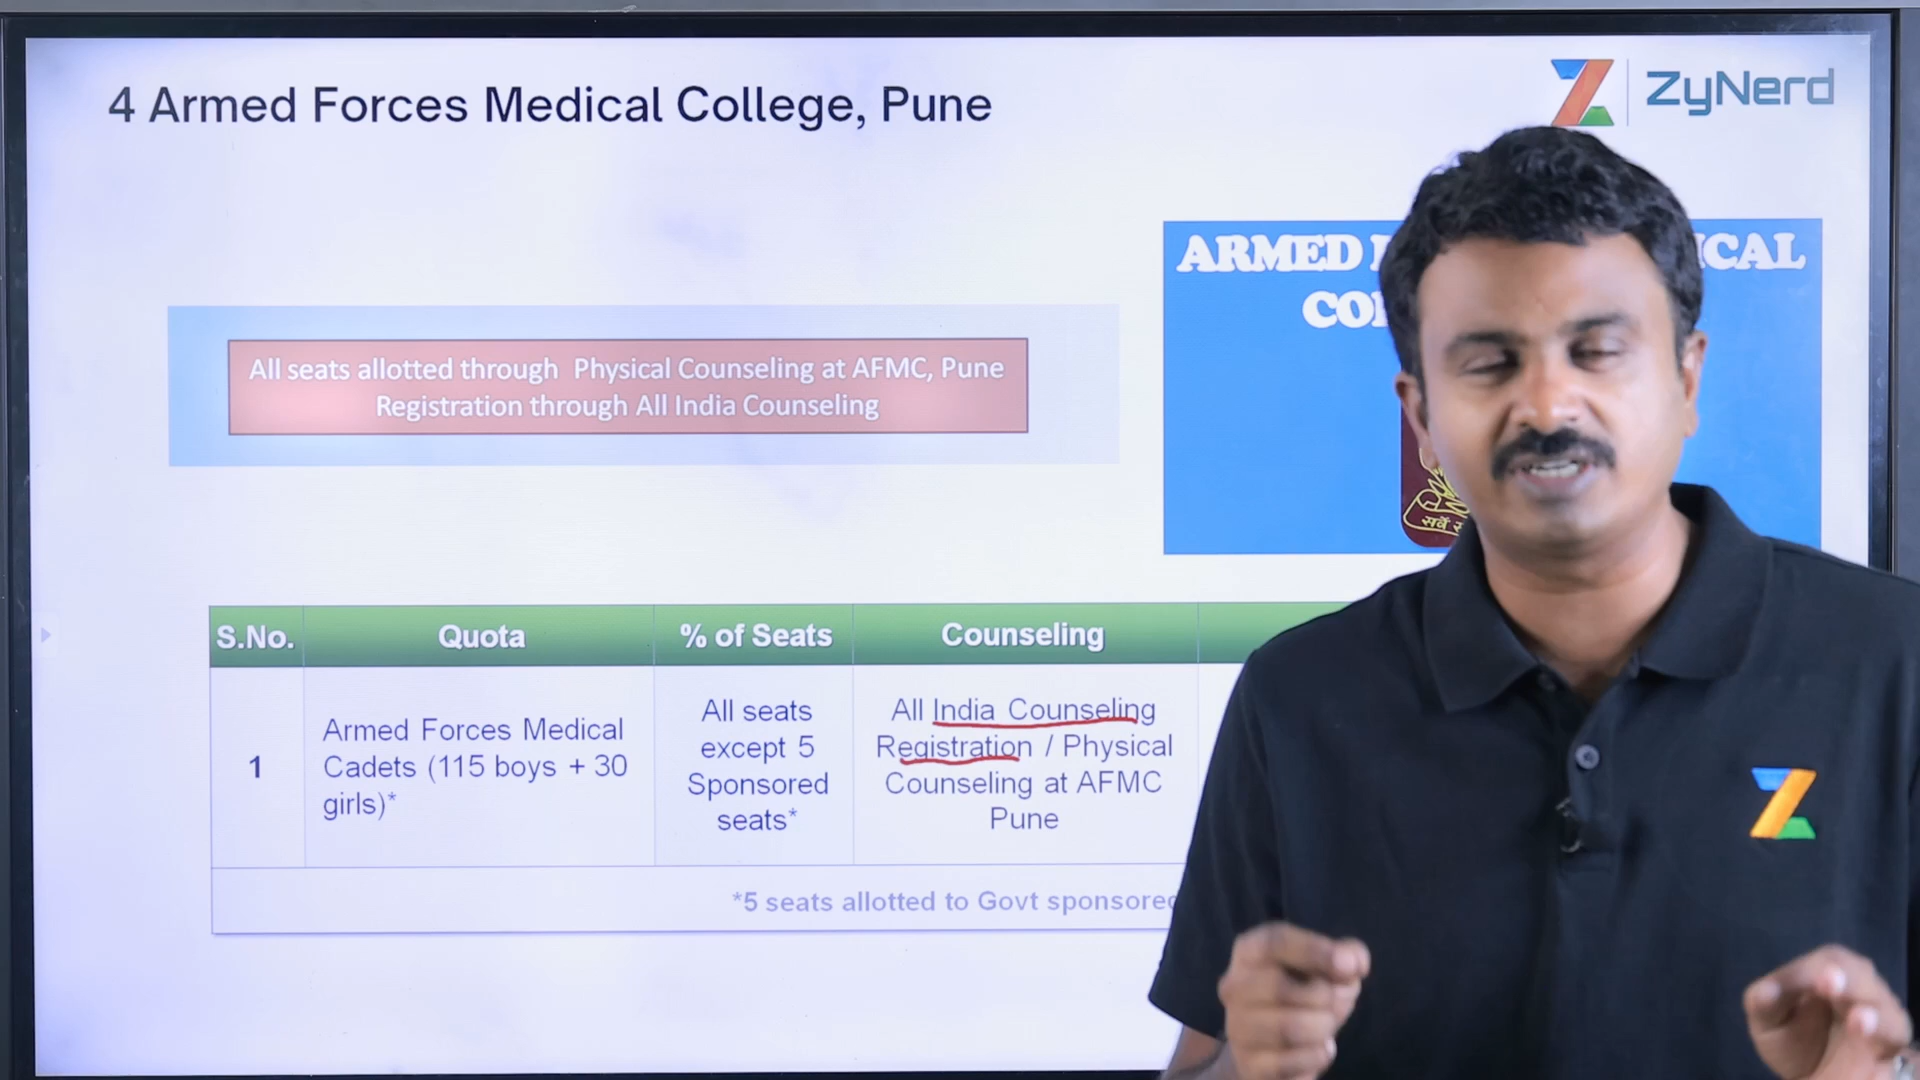 4 Armed Forces Medical College, Pune
ZyNerd
ARMED
ICAL
All seats allotted through Physical Counseling at AFMC, Pune
Registration through All India Counseling
सर्वे
S.No.
Quota
% of Seats
Counseling
1
Armed Forces Medical
Cadets (115 boys + 30
girls)*
All seats
except 5
Sponsored
seats*
All India Counseling
Registration / Physical
Counseling at AFMC
Pune
*5 seats allotted to Govt sponsored